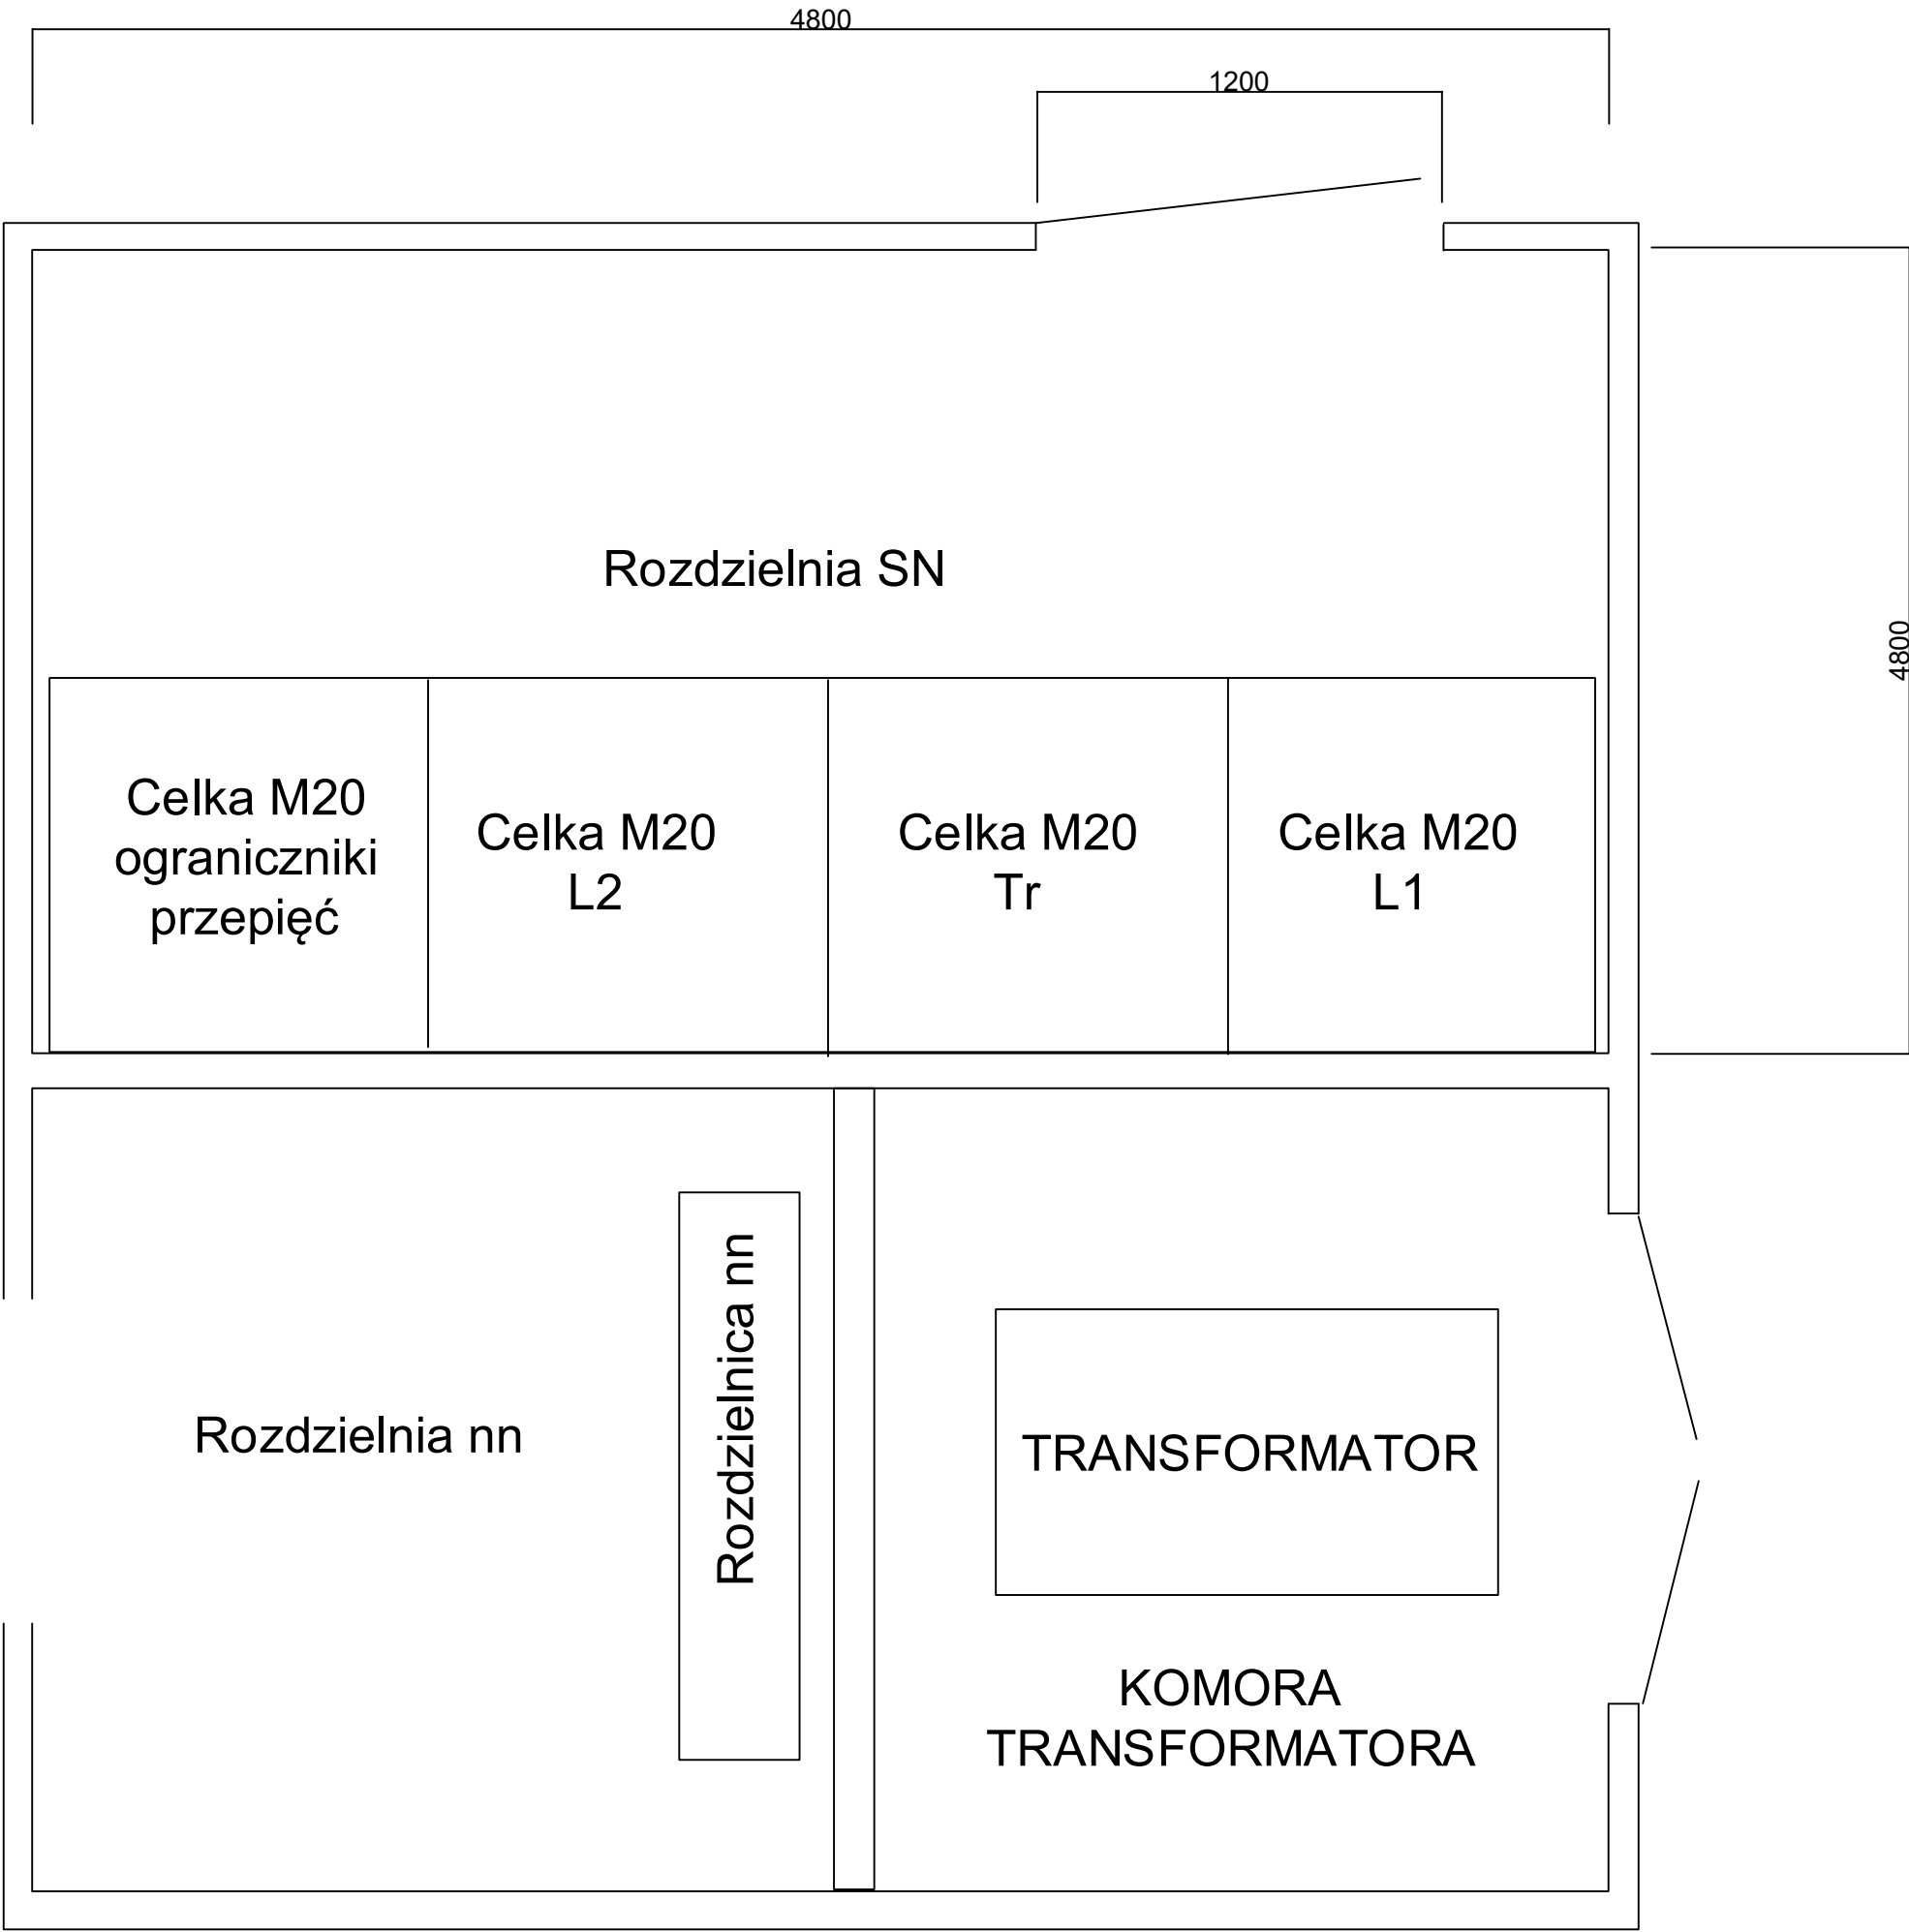 4800
1200
Rozdzielnia SN
4800
Celka M20
ograniczniki
przepięć
Celka M20
L2
Celka M20
Tr
Celka M20
L1
Rozdzielnia nn
Rozdzielnica nn
TRANSFORMATOR
KOMORA
TRANSFORMATORA